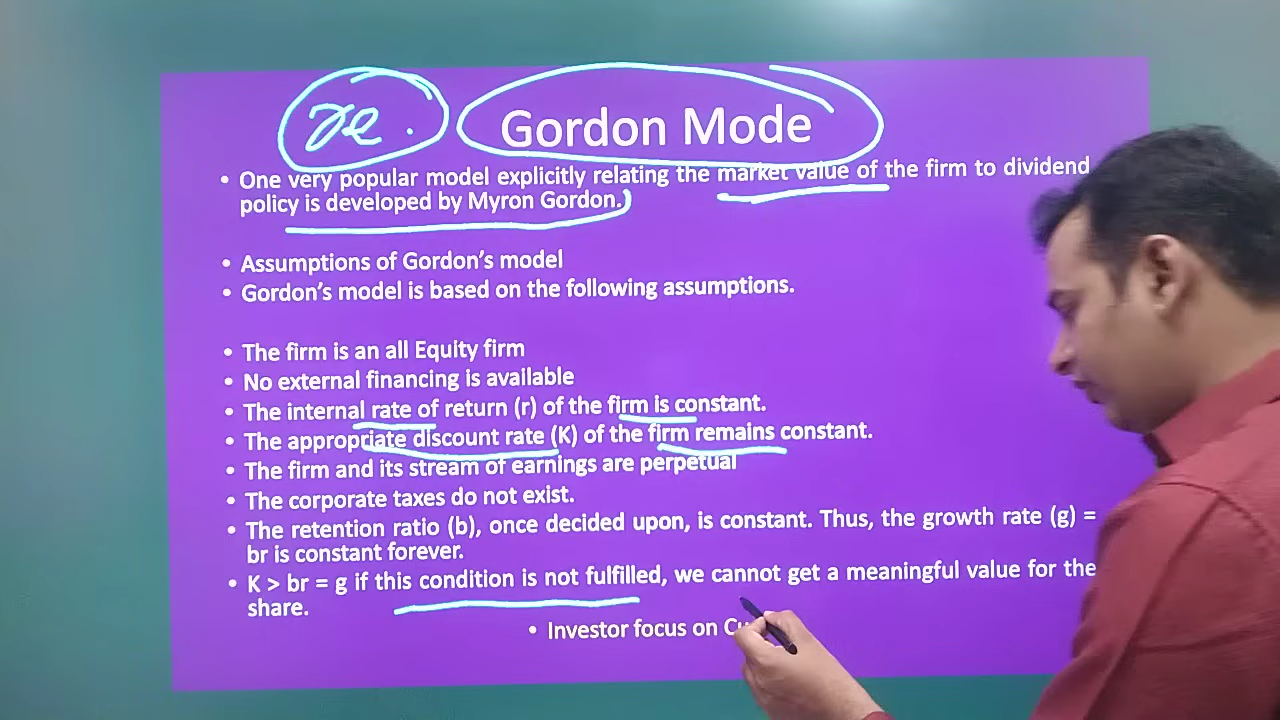 Gordon Mode
• One very popular model explicitly relating the market value of the firm to dividend
policy is developed by Myron Gordon.
• Assumptions of Gordon's model
• Gordon's model is based on the following assumptions.
• The firm is an all Equity firm
• No external financing is available
• The internal rate of return (r) of the firm is constant.
• The appropriate discount rate (K) of the firm remains constant.
• The firm and its stream of earnings are perpetual
• The corporate taxes do not exist.
• The retention ratio (b), once decided upon, is constant. Thus, the growth rate (g) =
br is constant forever.
• K > br = g if this condition is not fulfilled, we cannot get a meaningful value for the
share.
• Investor focus on